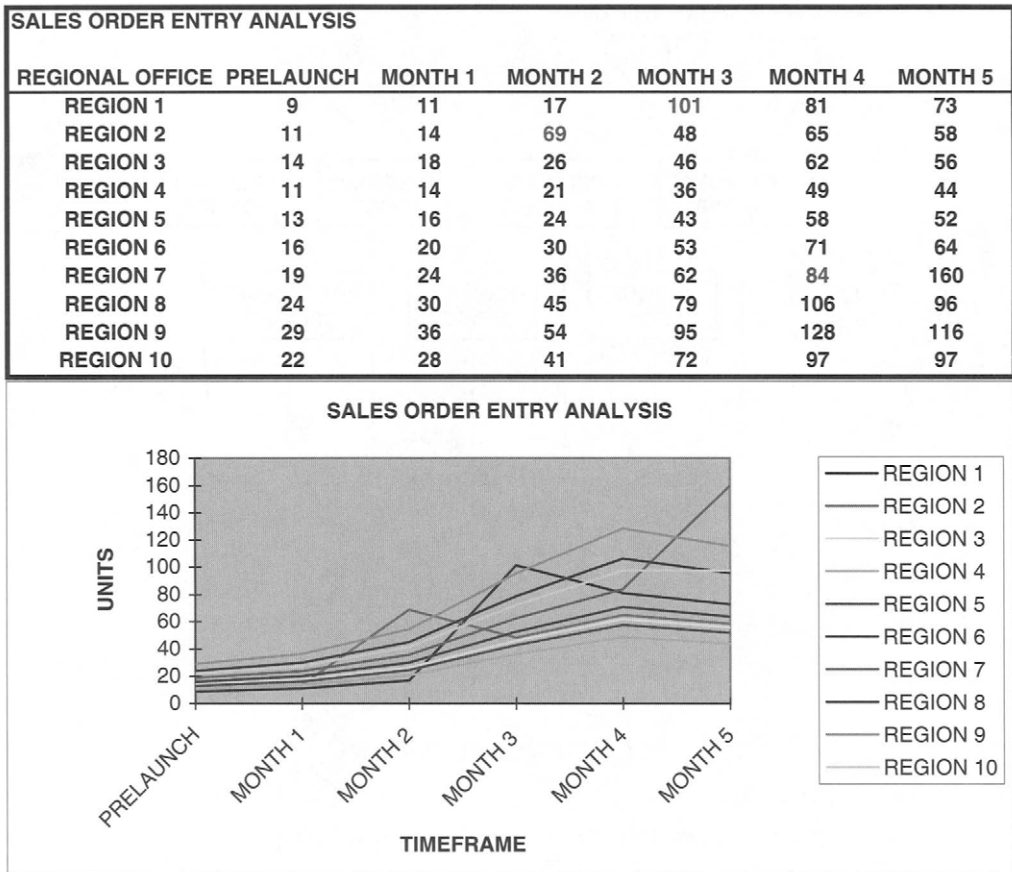 SALES ORDER ENTRY ANALYSIS
REGIONAL OFFICE PRELAUNCH MONTH 1 MONTH 2 MONTH 3 MONTH 4 MONTH 5
REGION 1 9 11 17 101 81 73
REGION 2 11 14 69 48 65 58
REGION 3 14 18 26 46 62 56
REGION 4 11 14 21 36 49 44
REGION 5 13 16 24 43 58 52
REGION 6 16 20 30 53 71 64
REGION 7 19 24 36 62 84 160
REGION 8 24 30 45 79 106 96
REGION 9 29 36 54 95 128 116
REGION 10 22 28 41 72 97 97
SALES ORDER ENTRY ANALYSIS
180
160
140
120
100
80
60
40
20
0
UNITS
PRELAUNCH
MONTH 1
MONTH 2
MONTH 3
MONTH 4
MONTH 5
TIMEFRAME
REGION 1
REGION 2
REGION 3
REGION 4
REGION 5
REGION 6
REGION 7
REGION 8
REGION 9
REGION 10